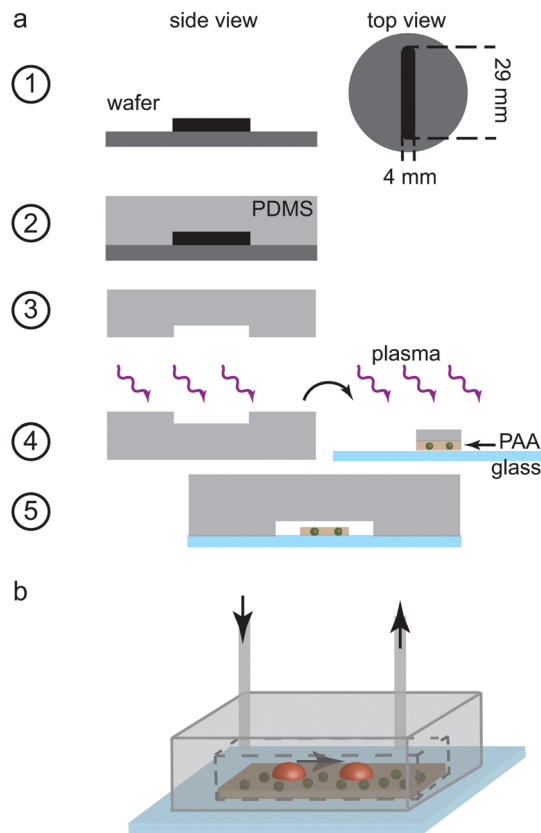 a
side view
top view
1
wafer
29 mm
4 mm
2
PDMS
3
plasma
4
PAA
glass
5
b